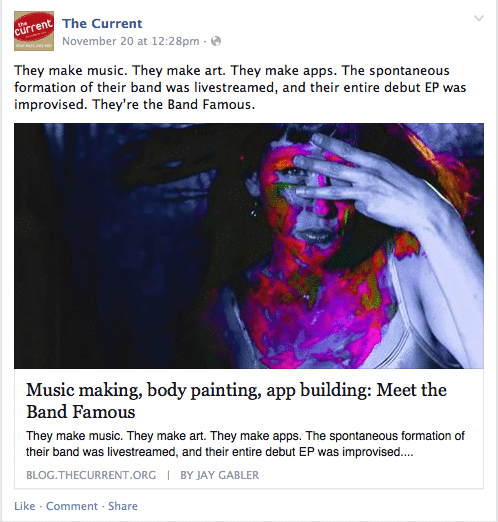 the
current
The Current
November 20 at 12:28pm ·
They make music. They make art. They make apps. The spontaneous
formation of their band was livestreamed, and their entire debut EP was
improvised. They’re the Band Famous.
Music making, body painting, app building: Meet the
Band Famous
They make music. They make art. They make apps. The spontaneous formation of
their band was livestreamed, and their entire debut EP was improvised....
BLOG.THECURRENT.ORG | BY JAY GABLER
Like · Comment · Share